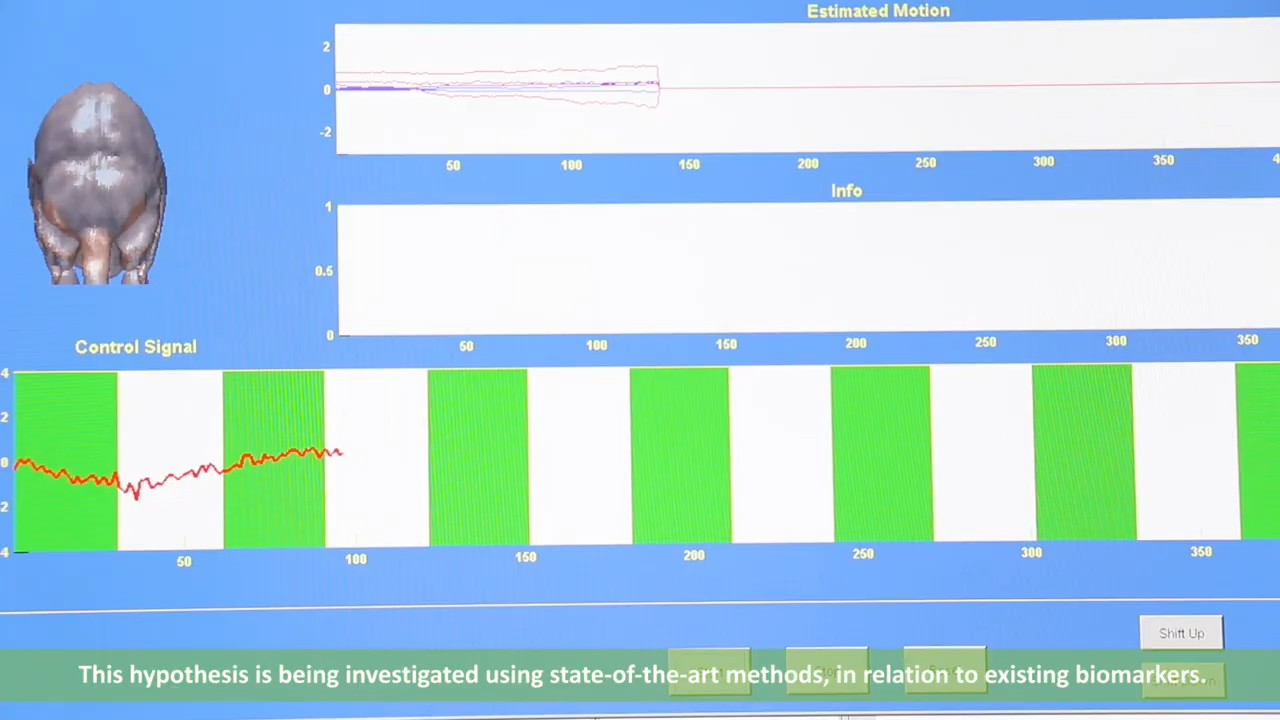 Estimated Motion
2
0
-2
50 100 150 200 250 300 350 4
Info
1
0.5
0
50 100 150 200 250 300 350
Control Signal
4
2
0
2
4
50 100 150 200 250 300 350
Shift Up
This hypothesis is being investigated using state-of-the-art methods, in relation to existing biomarkers.